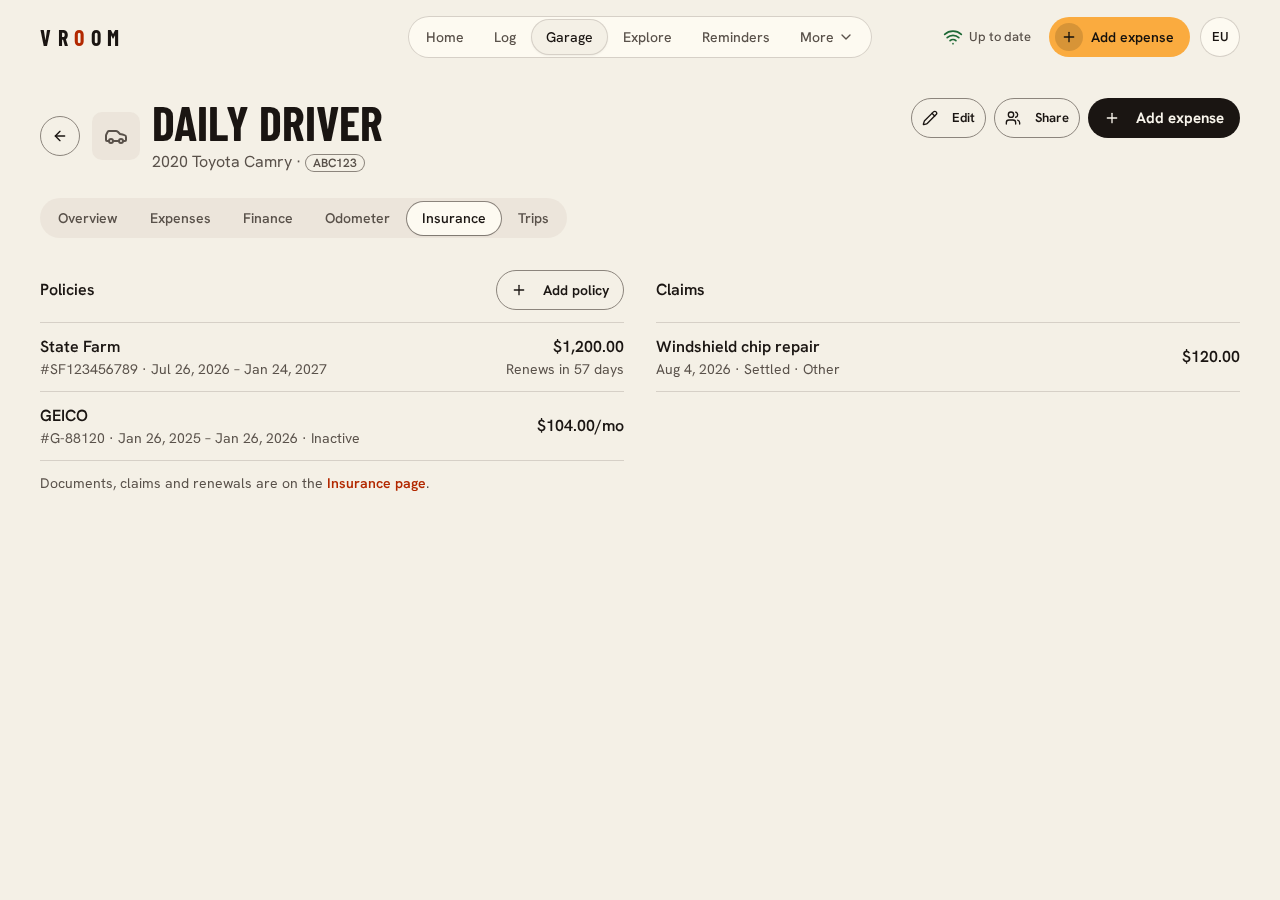 VROOM
Home Log Garage Explore Reminders More
Up to date
Add expense
EU
DAILY DRIVER
2020 Toyota Camry · ABC123
Edit
Share
Add expense
Overview Expenses Finance Odometer Insurance Trips
Policies
Add policy
State Farm
$1,200.00
#SF123456789 · Jul 26, 2026 – Jan 24, 2027
Renews in 57 days
GEICO
#G-88120 · Jan 26, 2025 – Jan 26, 2026 · Inactive
$104.00/mo
Documents, claims and renewals are on the Insurance page.
Claims
Windshield chip repair
Aug 4, 2026 · Settled · Other
$120.00